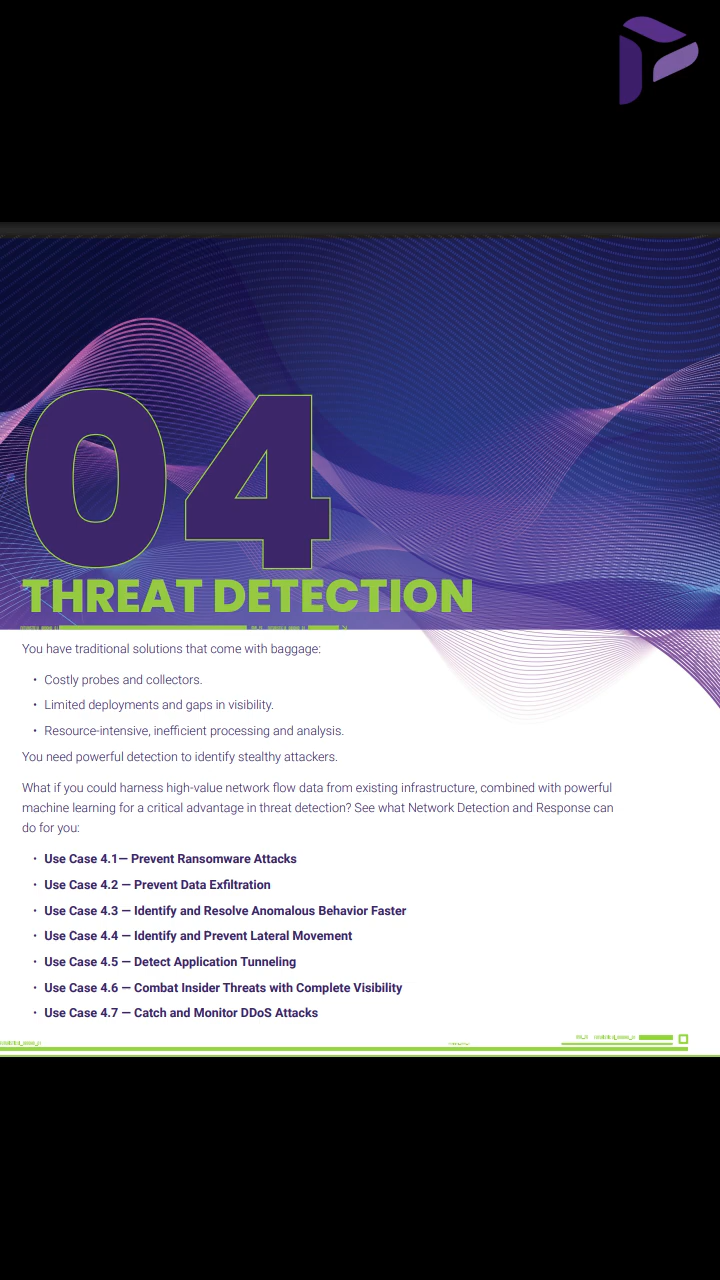 04
THREAT DETECTION
You have traditional solutions that come with baggage:
• Costly probes and collectors.
• Limited deployments and gaps in visibility.
• Resource-intensive, inefficient processing and analysis.
You need powerful detection to identify stealthy attackers.
What if you could harness high-value network flow data from existing infrastructure, combined with powerful
machine learning for a critical advantage in threat detection? See what Network Detection and Response can
do for you:
• Use Case 4.1— Prevent Ransomware Attacks
• Use Case 4.2 — Prevent Data Exfiltration
• Use Case 4.3 — Identify and Resolve Anomalous Behavior Faster
• Use Case 4.4 — Identify and Prevent Lateral Movement
• Use Case 4.5 — Detect Application Tunneling
• Use Case 4.6 — Combat Insider Threats with Complete Visibility
• Use Case 4.7 — Catch and Monitor DDoS Attacks